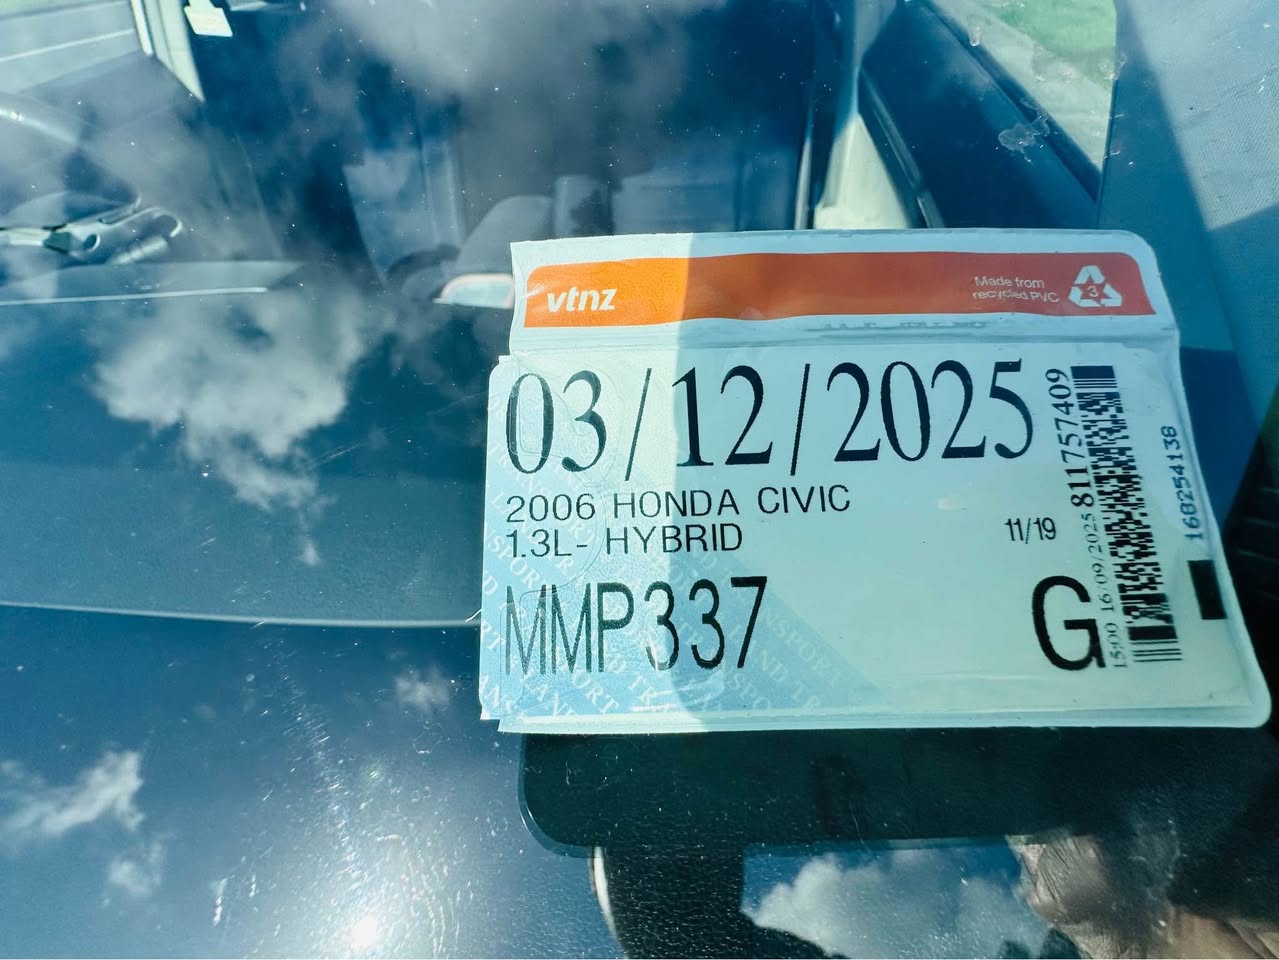 vtnz
Made from
recycled PVC
3
03/12/2025
2006 HONDA CIVIC
1.3L- HYBRID
11/19
MMP337
G
15:00 16/09/2025 811757409
168254138